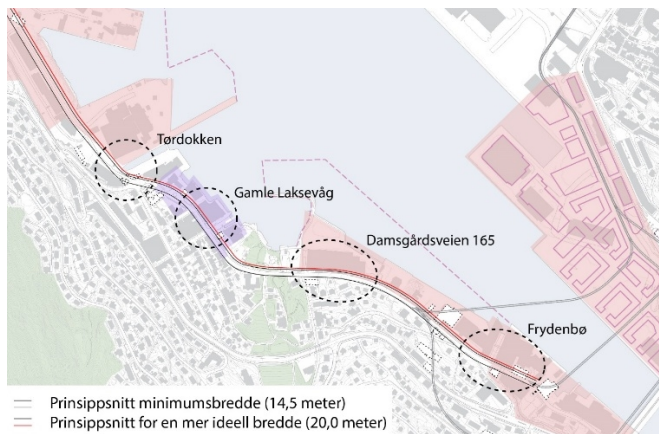 Tørdokken
Gamle Laksevåg
Damsgårdsveien 165
Frydenbø
Prinsippsnitt minimumsbredde (14,5 meter)
Prinsippsnitt for en mer ideell bredde (20,0 meter)